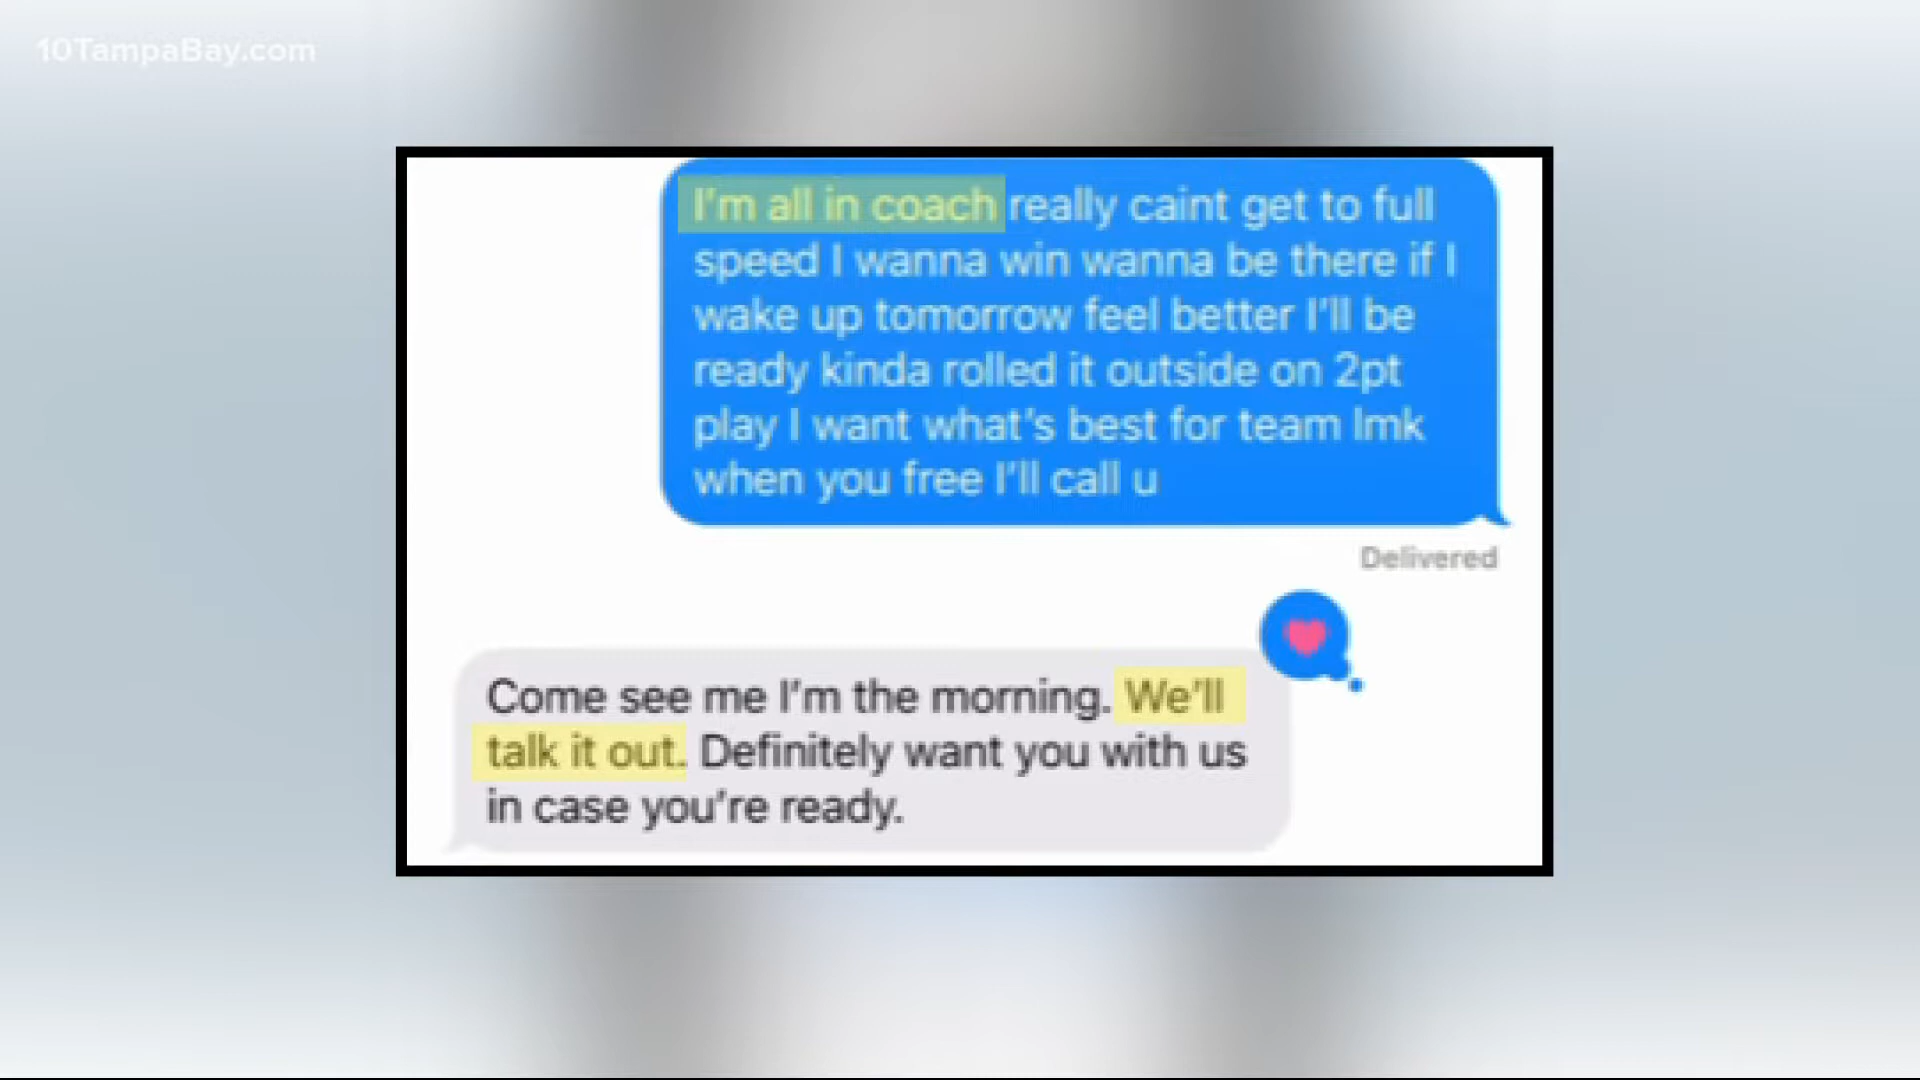 10TampaBay.com
I'm all in coach really caint get to full
speed I wanna win wanna be there if I
wake up tomorrow feel better I'll be
ready kinda rolled it outside on 2pt
play I want what's best for team lmk
when you free I'll call u
Delivered
Come see me I'm the morning. We'll
talk it out. Definitely want you with us
in case you're ready.